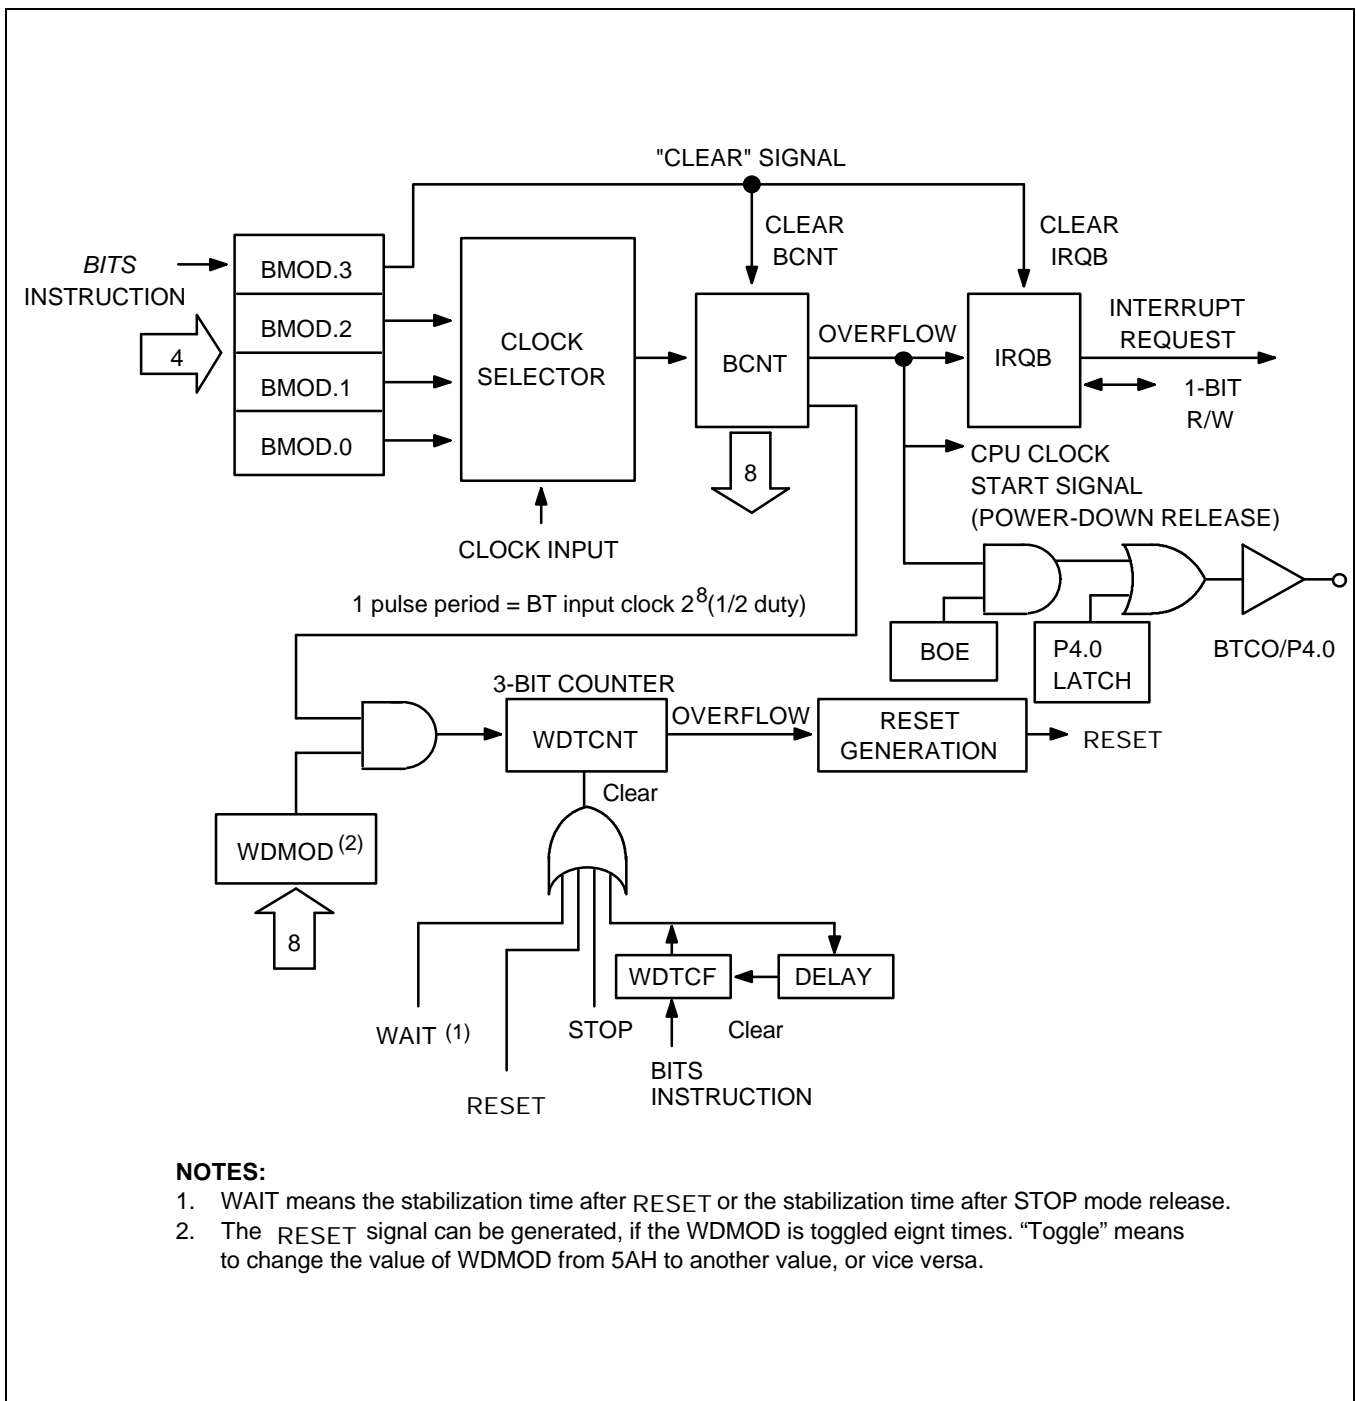 "CLEAR" SIGNAL
BITS
INSTRUCTION
4
BMOD.3
BMOD.2
BMOD.1
BMOD.0
CLOCK
SELECTOR
CLOCK INPUT
CLEAR
BCNT
BCNT
8
OVERFLOW
CLEAR
IRQB
IRQB
INTERRUPT
REQUEST
1-BIT
R/W
CPU CLOCK
START SIGNAL
(POWER-DOWN RELEASE)
BOE
P4.0
LATCH
BTCO/P4.0
1 pulse period = BT input clock 2^8(1/2 duty)
3-BIT COUNTER
WDTCNT
OVERFLOW
RESET
GENERATION
RESET
Clear
WDMOD (2)
8
WAIT (1)
RESET
STOP
WDTCF
DELAY
Clear
BITS
INSTRUCTION
NOTES:
1. WAIT means the stabilization time after RESET or the stabilization time after STOP mode release.
2. The RESET signal can be generated, if the WDMOD is toggled eignt times. “Toggle” means
to change the value of WDMOD from 5AH to another value, or vice versa.